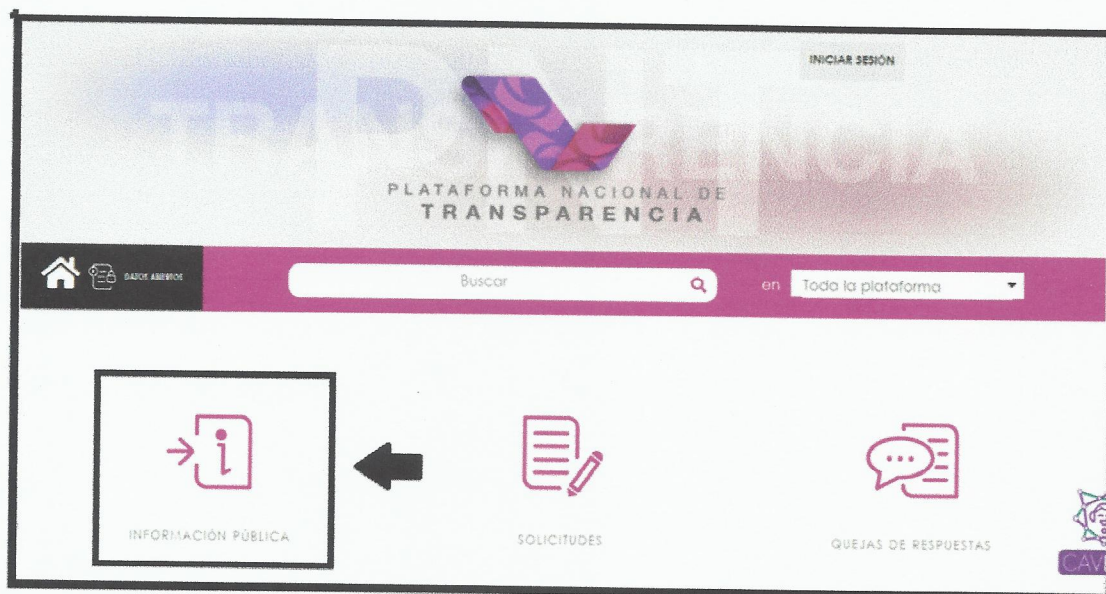 INICIAR SESIÓN
PLATAFORMA NACIONAL DE
TRANSPARENCIA
DATOS ABIERTOS
Buscar
en
Toda la plataforma
INFORMACIÓN PÚBLICA
SOLICITUDES
QUEJAS DE RESPUESTAS